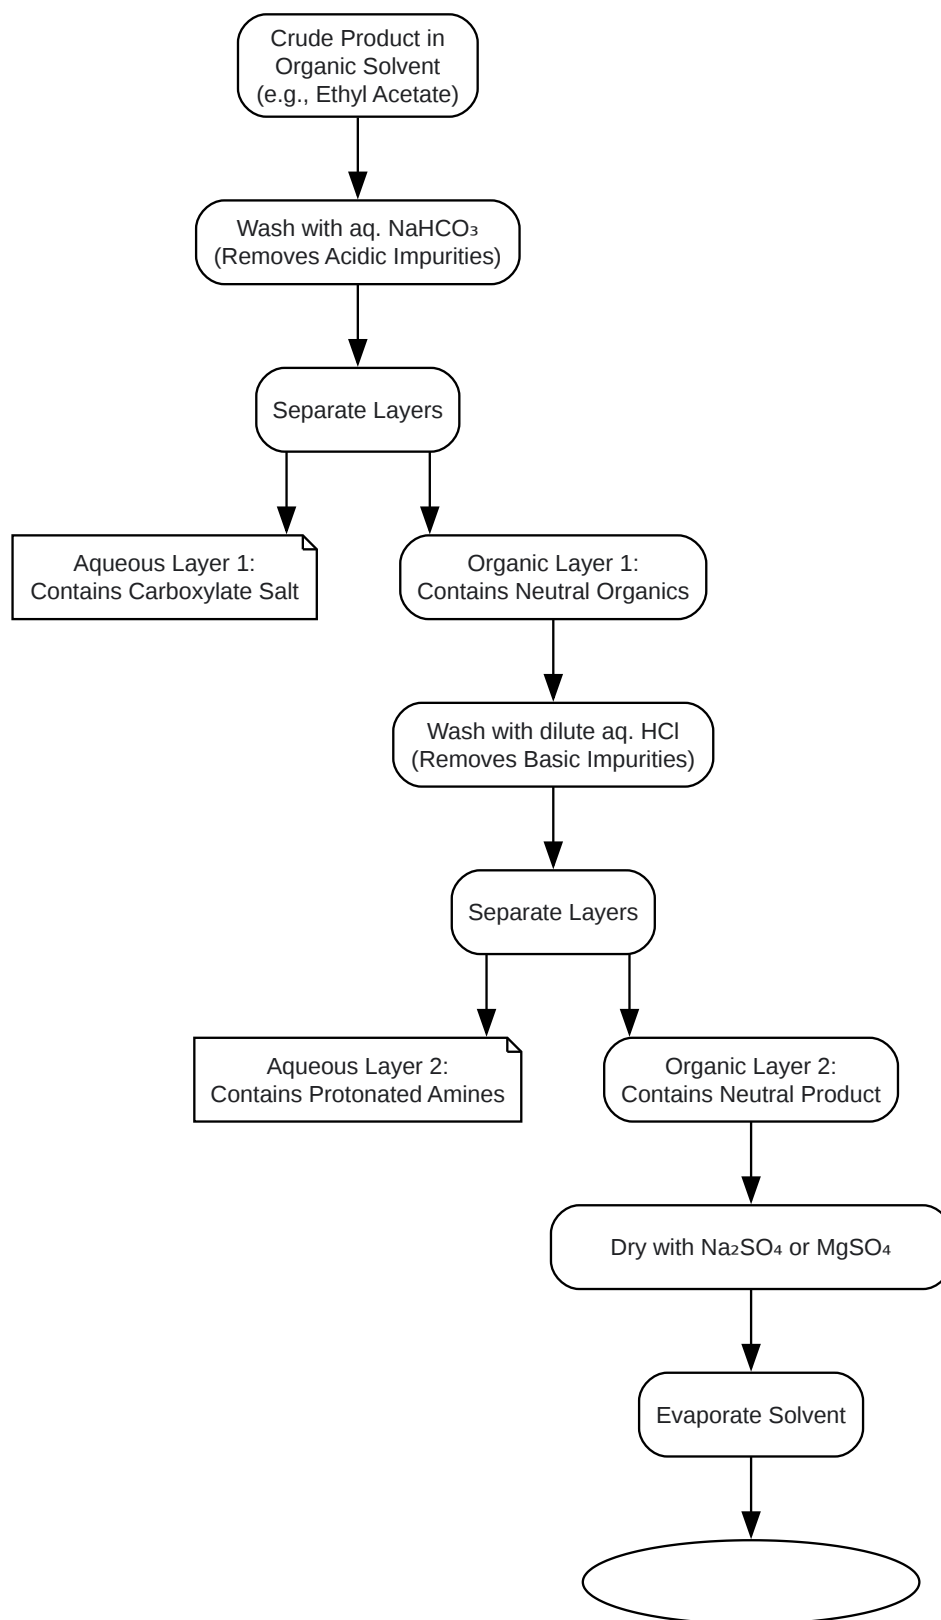 Crude Product in
Organic Solvent
(e.g., Ethyl Acetate)
Wash with aq. NaHCO₃
(Removes Acidic Impurities)
Separate Layers
Aqueous Layer 1:
Contains Carboxylate Salt
Organic Layer 1:
Contains Neutral Organics
Wash with dilute aq. HCl
(Removes Basic Impurities)
Separate Layers
Aqueous Layer 2:
Contains Protonated Amines
Organic Layer 2:
Contains Neutral Product
Dry with Na₂SO₄ or MgSO₄
Evaporate Solvent